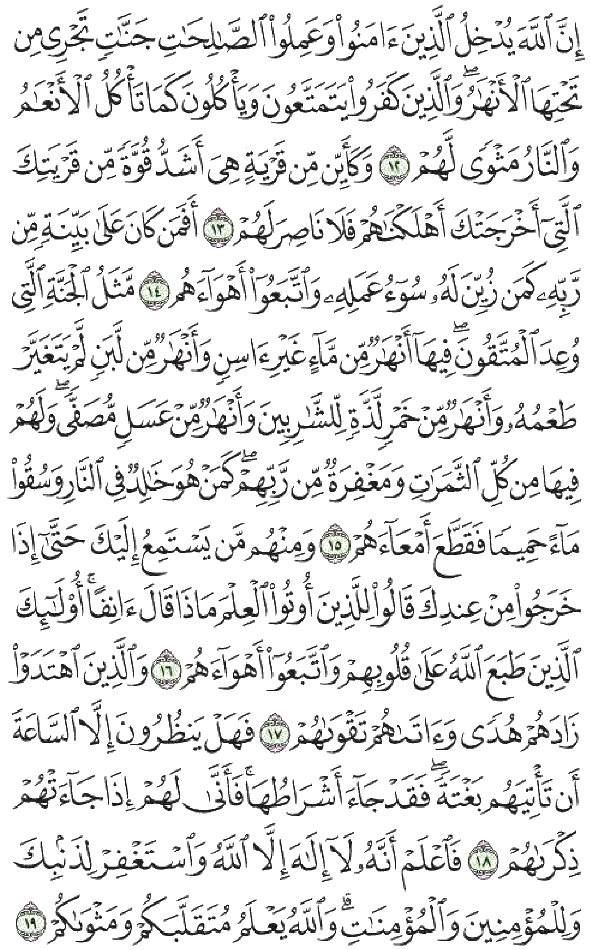 إِنَّ ٱللَّهَ يُدْخِلُ ٱلَّذِينَ ءَامَنُوا۟ وَعَمِلُوا۟ ٱلصَّـٰلِحَـٰتِ جَنَّـٰتٍ تَجْرِى مِن
تَحْتِهَا ٱلْأَنْهَـٰرُ ۖ وَٱلَّذِينَ كَفَرُوا۟ يَتَمَتَّعُونَ وَيَأْكُلُونَ كَمَا تَأْكُلُ ٱلْأَنْعَـٰمُ
وَٱلنَّارُ مَثْوًى لَّهُمْ ١٢ وَكَأَيِّن مِّن قَرْيَةٍ هِىَ أَشَدُّ قُوَّةً مِّن قَرْيَتِكَ
ٱلَّتِىٓ أَخْرَجَتْكَ أَهْلَكْنَـٰهُمْ فَلَا نَاصِرَ لَهُمْ ١٣ أَفَمَن كَانَ عَلَىٰ بَيِّنَةٍ مِّن
رَّبِّهِۦ كَمَن زُيِّنَ لَهُۥ سُوٓءُ عَمَلِهِۦ وَٱتَّبَعُوٓا۟ أَهْوَآءَهُم ١٤ مَّثَلُ ٱلْجَنَّةِ ٱلَّتِى
وُعِدَ ٱلْمُتَّقُونَ ۖ فِيهَآ أَنْهَـٰرٌ مِّن مَّآءٍ غَيْرِ ءَاسِنٍ وَأَنْهَـٰرٌ مِّن لَّبَنٍ لَّمْ يَتَغَيَّرْ
طَعْمُهُۥ وَأَنْهَـٰرٌ مِّنْ خَمْرٍ لَّذَّةٍ لِّلشَّـٰرِبِينَ وَأَنْهَـٰرٌ مِّنْ عَسَلٍ مُّصَفًّى ۖ وَلَهُمْ
فِيهَا مِن كُلِّ ٱلثَّمَرَٰتِ وَمَغْفِرَةٌ مِّن رَّبِّهِمْ ۖ كَمَنْ هُوَ خَـٰلِدٌ فِى ٱلنَّارِ وَسُقُوا۟
مَآءً حَمِيمًا فَقَطَّعَ أَمْعَآءَهُمْ ١٥ وَمِنْهُم مَّن يَسْتَمِعُ إِلَيْكَ حَتَّىٰٓ إِذَا
خَرَجُوا۟ مِنْ عِندِكَ قَالُوا۟ لِلَّذِينَ أُوتُوا۟ ٱلْعِلْمَ مَاذَا قَالَ ءَانِفًا ۚ أُو۟لَـٰٓئِكَ
ٱلَّذِينَ طَبَعَ ٱللَّهُ عَلَىٰ قُلُوبِهِمْ وَٱتَّبَعُوٓا۟ أَهْوَآءَهُمْ ١٦ وَٱلَّذِينَ ٱهْتَدَوْا۟
زَادَهُمْ هُدًى وَءَاتَىٰهُمْ تَقْوَىٰهُمْ ١٧ فَهَلْ يَنظُرُونَ إِلَّا ٱلسَّاعَةَ
أَن تَأْتِيَهُم بَغْتَةً ۖ فَقَدْ جَآءَ أَشْرَاطُهَا ۚ فَأَنَّىٰ لَهُمْ إِذَا جَآءَتْهُمْ
ذِكْرَىٰهُمْ ١٨ فَٱعْلَمْ أَنَّهُۥ لَآ إِلَـٰهَ إِلَّا ٱللَّهُ وَٱسْتَغْفِرْ لِذَنۢبِكَ
وَلِلْمُؤْمِنِينَ وَٱلْمُؤْمِنَـٰتِ ۗ وَٱللَّهُ يَعْلَمُ مُتَقَلَّبَكُمْ وَمَثْوَىٰكُمْ ١٩